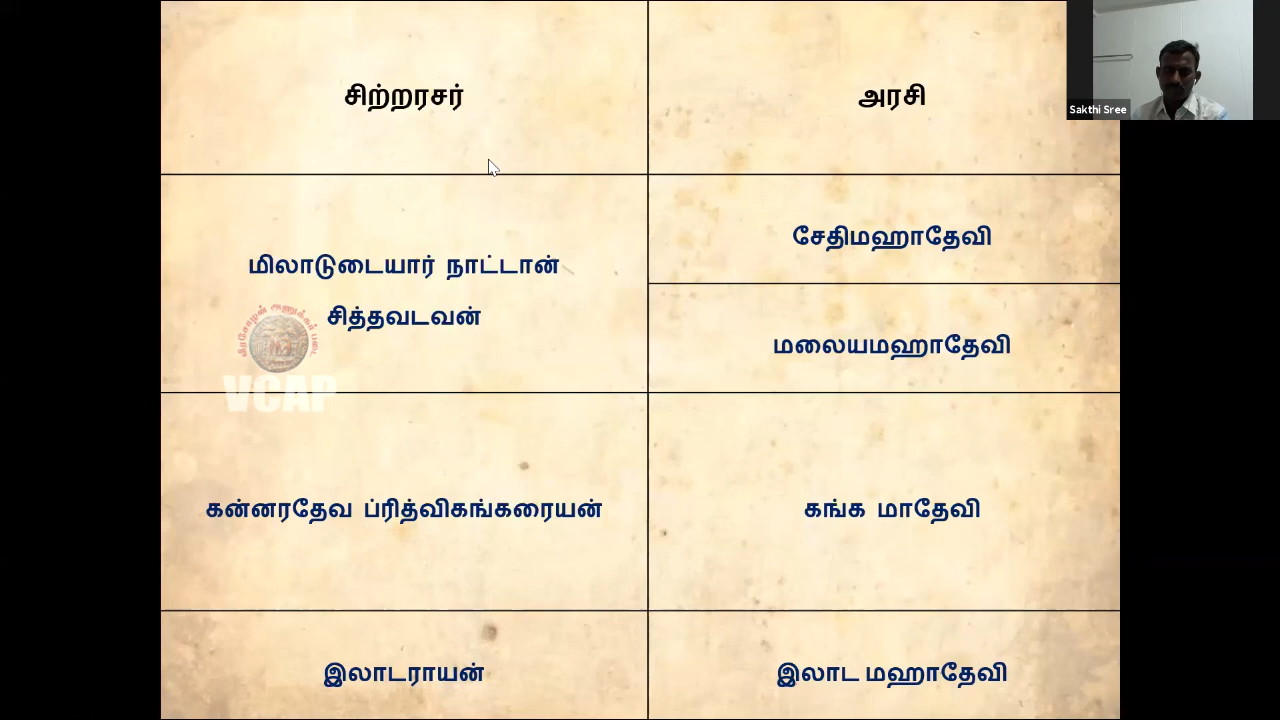 சிற்றரசர்
அரசி
Sakthi Sree
மிலாடுடையார் நாட்டான்
சித்தவடவன்
சேதிமஹாதேவி
மலையமஹாதேவி
VCAP
கன்னரதேவ ப்ரித்விகங்கரையன்
கங்க மாதேவி
இலாடராயன்
இலாட மஹாதேவி